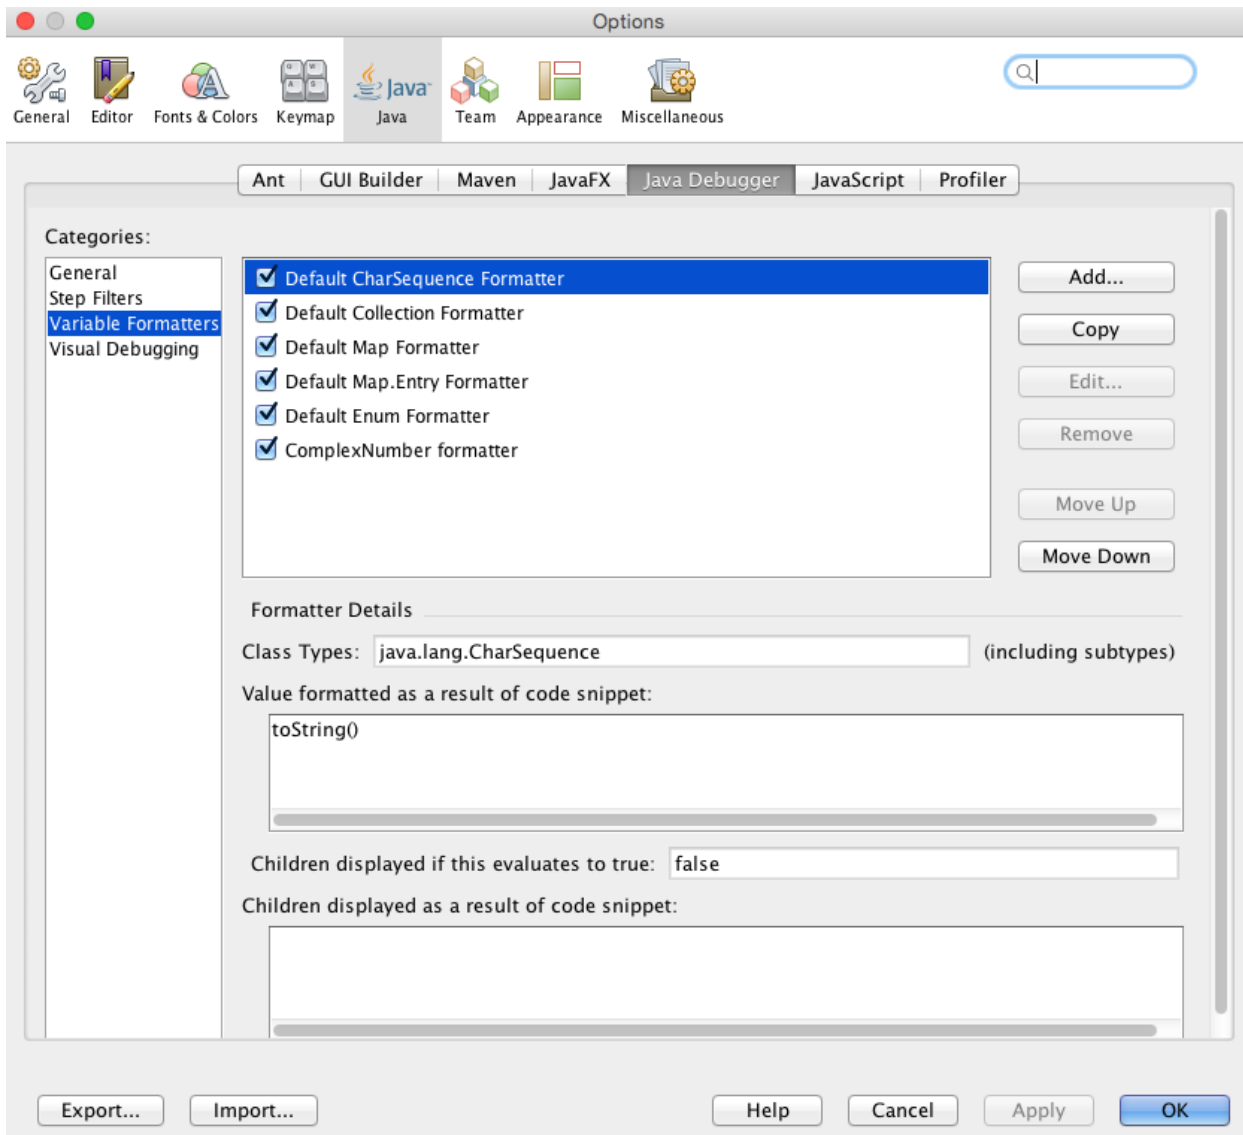 Options
Java
General Editor Fonts & Colors Keymap Java Team Appearance Miscellaneous
Ant GUI Builder Maven JavaFX Java Debugger JavaScript Profiler
Categories:
General
Step Filters
Variable Formatters
Visual Debugging
Default CharSequence Formatter
Default Collection Formatter
Default Map Formatter
Default Map.Entry Formatter
Default Enum Formatter
ComplexNumber formatter
Add...
Copy
Edit...
Remove
Move Up
Move Down
Formatter Details
Class Types: java.lang.CharSequence (including subtypes)
Value formatted as a result of code snippet:
toString()
Children displayed if this evaluates to true: false
Children displayed as a result of code snippet:
Export... Import... Help Cancel Apply OK